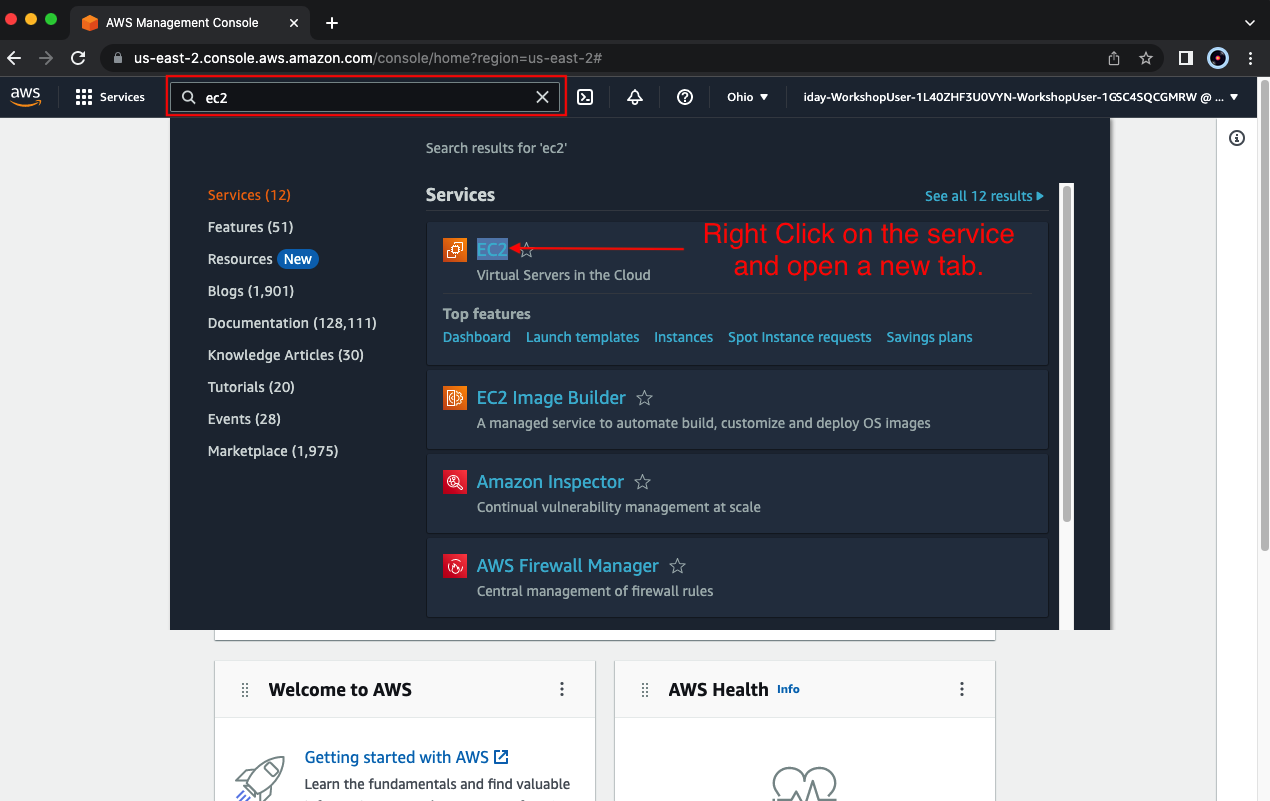 AWS Management Console
us-east-2.console.aws.amazon.com/console/home?region=us-east-2#
aws
Services
ec2
Ohio
iday-WorkshopUser-1L40ZHF3U0VYN-WorkshopUser-1GSC4SQCGMRW @ ...
Search results for 'ec2'
Services (12)
Features (51)
Resources New
Blogs (1,901)
Documentation (128,111)
Knowledge Articles (30)
Tutorials (20)
Events (28)
Marketplace (1,975)
Services
See all 12 results
EC2
Virtual Servers in the Cloud
Right Click on the service
and open a new tab.
Top features
Dashboard Launch templates Instances Spot Instance requests Savings plans
EC2 Image Builder
A managed service to automate build, customize and deploy OS images
Amazon Inspector
Continual vulnerability management at scale
AWS Firewall Manager
Central management of firewall rules
Welcome to AWS
Getting started with AWS
Learn the fundamentals and find valuable
AWS Health Info